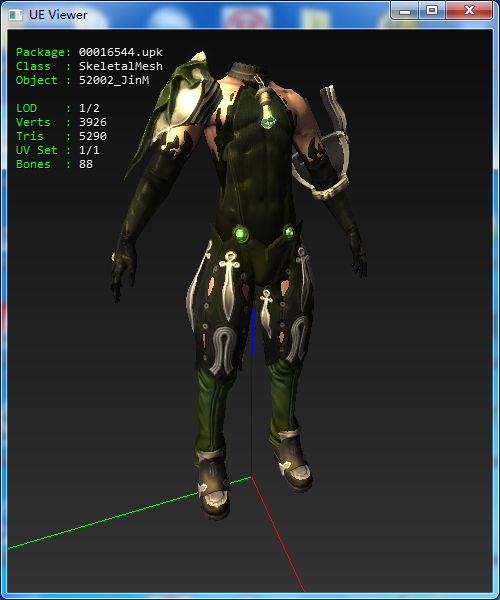 UE Viewer
Package: 00016544.upk
Class : SkeletalMesh
Object : 52002_JinM
LOD : 1/2
Verts : 3926
Tris : 5290
UV Set : 1/1
Bones : 88